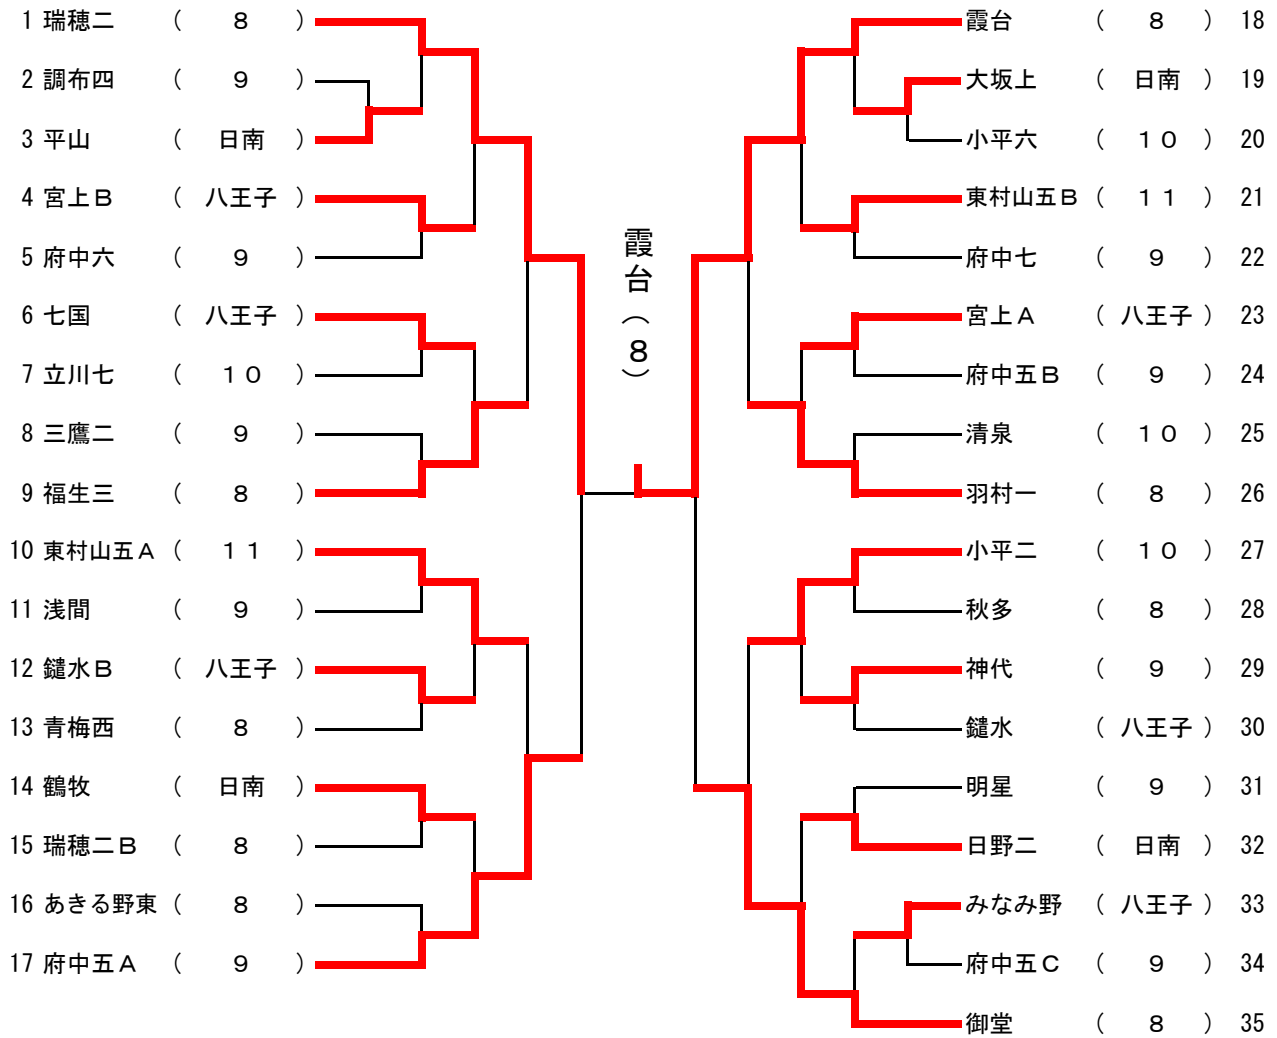 1 瑞穂二 （ 8 ）
2 調布四 （ 9 ）
3 平山 （ 日南 ）
4 宮上B （ 八王子 ）
5 府中六 （ 9 ）
6 七国 （ 八王子 ）
7 立川七 （ 10 ）
8 三鷹二 （ 9 ）
9 福生三 （ 8 ）
10 東村山五A （ 11 ）
11 浅間 （ 9 ）
12 鑓水B （ 八王子 ）
13 青梅西 （ 8 ）
14 鶴牧 （ 日南 ）
15 瑞穂二B （ 8 ）
16 あきる野東 （ 8 ）
17 府中五A （ 9 ）
霞台（8）
霞台 （ 8 ） 18
大坂上 （ 日南 ） 19
小平六 （ 10 ） 20
東村山五B （ 11 ） 21
府中七 （ 9 ） 22
宮上A （ 八王子 ） 23
府中五B （ 9 ） 24
清泉 （ 10 ） 25
羽村一 （ 8 ） 26
小平二 （ 10 ） 27
秋多 （ 8 ） 28
神代 （ 9 ） 29
鑓水 （ 八王子 ） 30
明星 （ 9 ） 31
日野二 （ 日南 ） 32
みなみ野 （ 八王子 ） 33
府中五C （ 9 ） 34
御堂 （ 8 ） 35